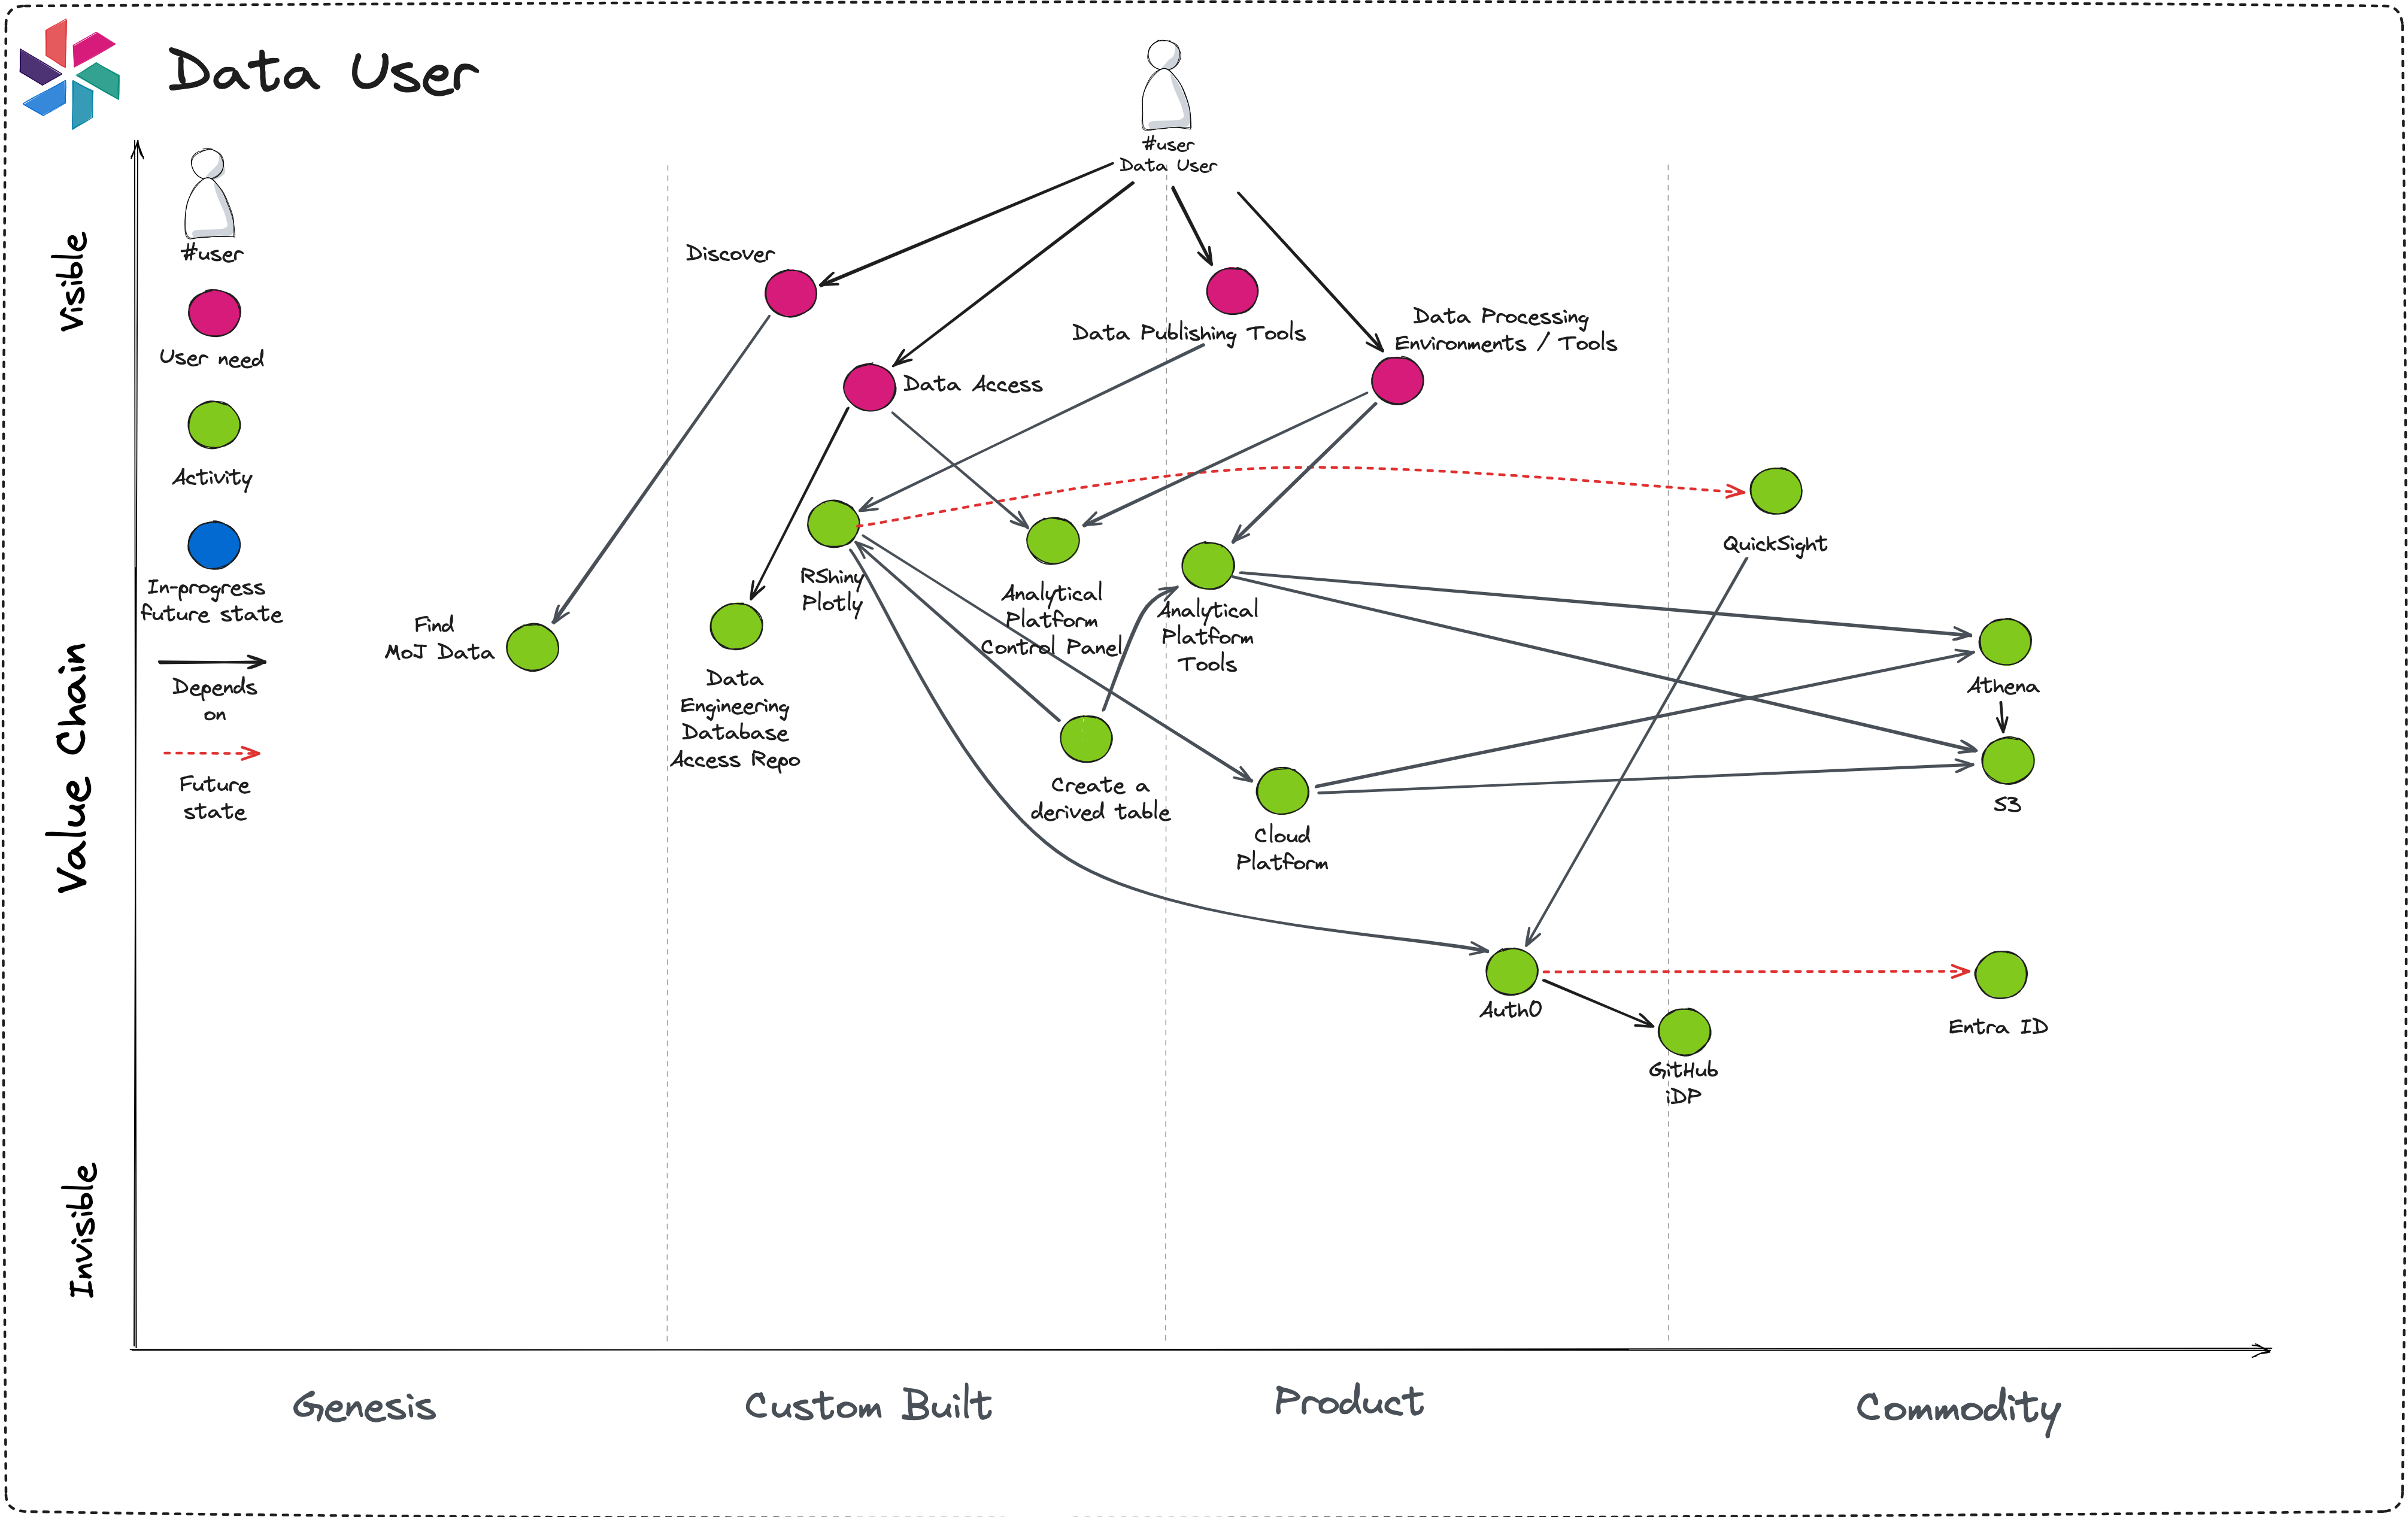 Data User
#user
Data User
Visible
Value Chain
Invisible
#user
User need
Activity
In-progress
future state
Depends
on
Future
state
Discover
Data Publishing Tools
Data Processing
Environments / Tools
Data Access
RShiny
Plotly
Analytical
Platform
Control Panel
Analytical
Platform
Tools
QuickSight
Find
MoJ Data
Data
Engineering
Database
Access Repo
Create a
derived table
Cloud
Platform
Athena
S3
Auth0
GitHub
iDP
Entra ID
Genesis
Custom Built
Product
Commodity